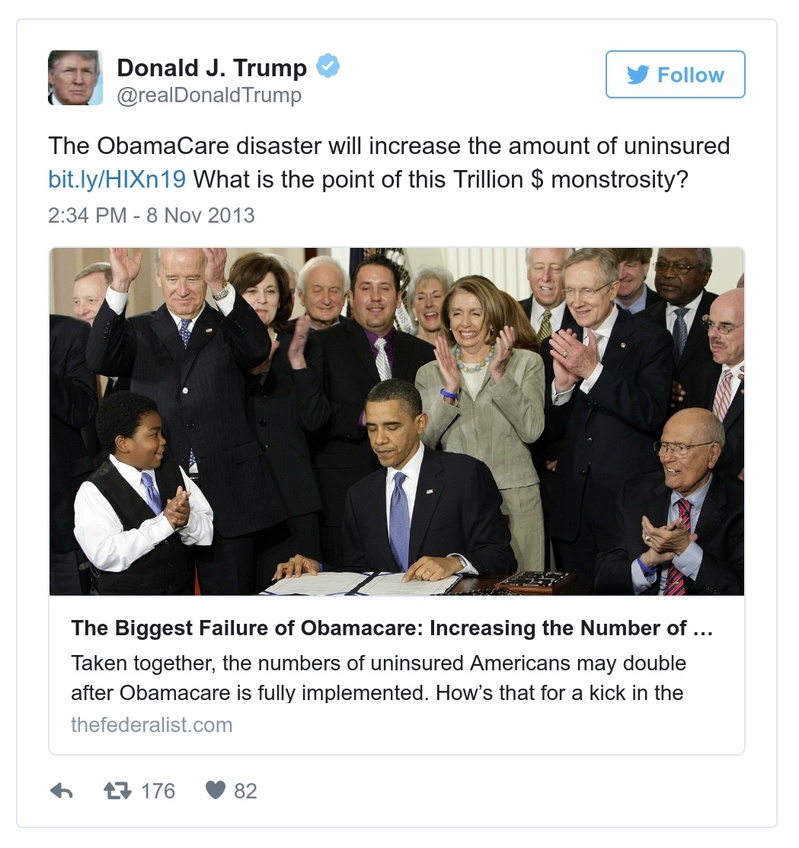 Donald J. Trump
@realDonaldTrump
Follow
The ObamaCare disaster will increase the amount of uninsured
bit.ly/HIXn19 What is the point of this Trillion $ monstrosity?
2:34 PM - 8 Nov 2013
The Biggest Failure of Obamacare: Increasing the Number of ...
Taken together, the numbers of uninsured Americans may double
after Obamacare is fully implemented. How’s that for a kick in the
thefederalist.com
176
82